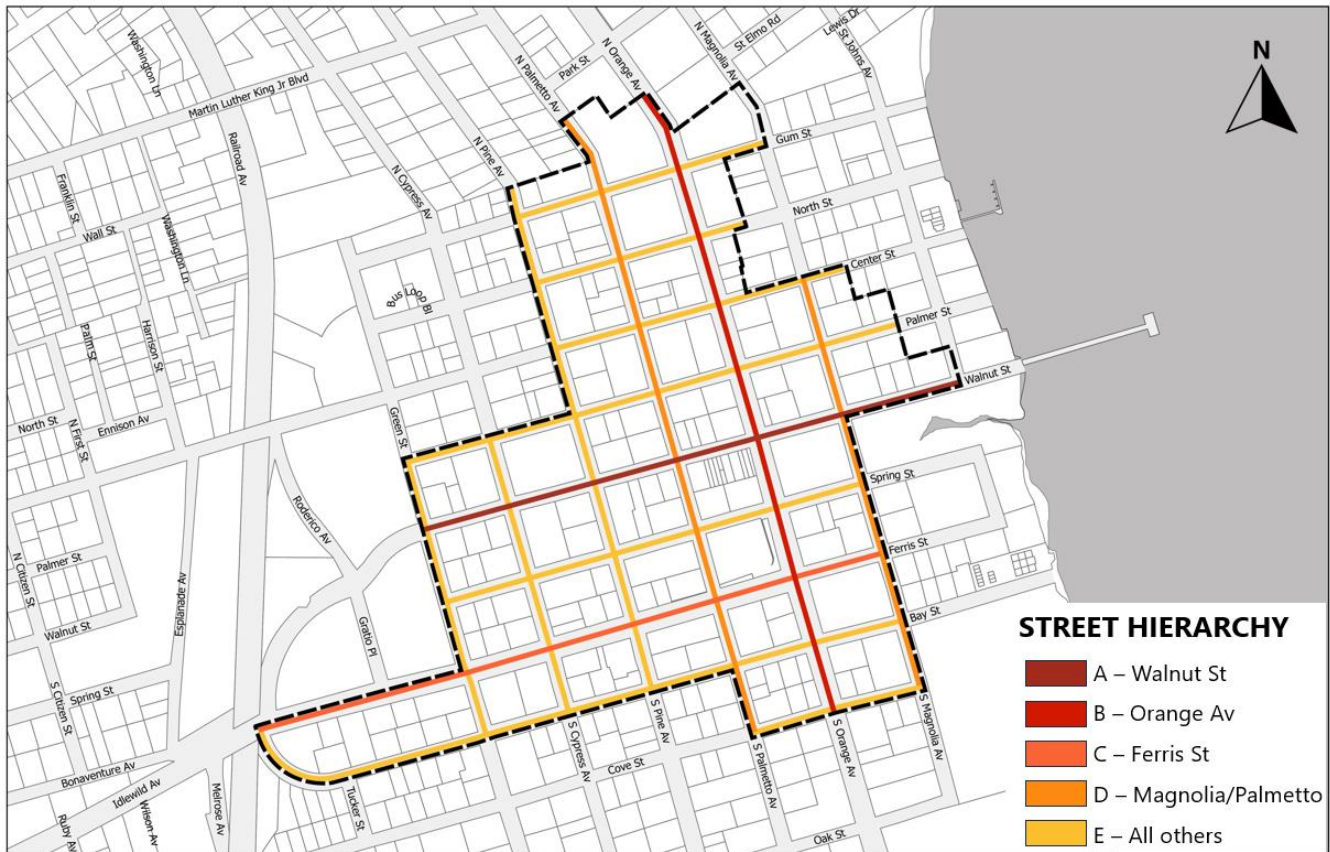 Washington Ln
Martin Luther King Jr Blvd
Railroad Av
N Palmetto Av
Park St
N Orange Av
N Magnolia Av
St Elmo Rd
Lewis Dr
St Johns Av
N
N Pine Av
N Cypress Av
Gum St
North St
Center St
Palmer St
Walnut St
Franklin St
Wall St
Washington Ln
Bus Loop Bl
Palm St
Harrison St
North St
N First St
Ennison Av
Green St
Roderico Av
Spring St
Ferris St
Bay St
N Citizen St
Palmer St
Walnut St
Esplanade Av
Gratio Pl
Spring St
S Citizen St
Bonaventure Av
Idlewild Av
Ruby Av
Wilson Av
Melrose Av
Tucker St
S Cypress Av
S Pine Av
Cove St
S Palmetto Av
S Orange Av
S Magnolia Av
Oak St
STREET HIERARCHY
A – Walnut St
B – Orange Av
C – Ferris St
D – Magnolia/Palmetto
E – All others